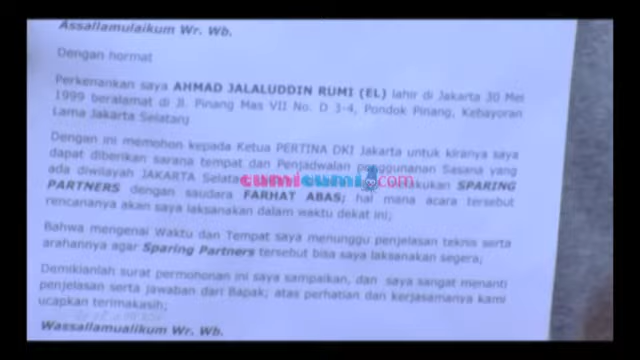 Assallamulaikum Wr. Wb.
Dengan hormat
Perkenankan saya AHMAD JALALUDDIN RUMI (EL) lahir di Jakarta 30 Mei
1999 beralamat di Jl. Pinang Mas VII No. D 3-4, Pondok Pinang, Kebayoran
Lama Jakarta Selatan;
Dengan ini memohon kepada Ketua PERTINA DKI Jakarta untuk kiranya saya
dapat diberikan sarana tempat dan Penjadwalan penggunanan Sasana yang
ada diwilayah JAKARTA Selata lakukan SPARING
cumicumi.com
PARTNERS dengan saudara FARHAT ABAS; hal mana acara tersebut
rencananya akan saya laksanakan dalam waktu dekat ini;
Bahwa mengenai Waktu dan Tempat saya menunggu penjelasan teknis serta
arahannya agar Sparing Partners tersebut bisa saya laksanakan segera;
Demikianlah surat permohonan ini saya sampaikan, dan saya sangat menanti
penjelasan serta jawaban dari Bapak; atas perhatian dan kerjasamanya kami
ucapkan terimakasih;
Wassallamualikum Wr. Wb.